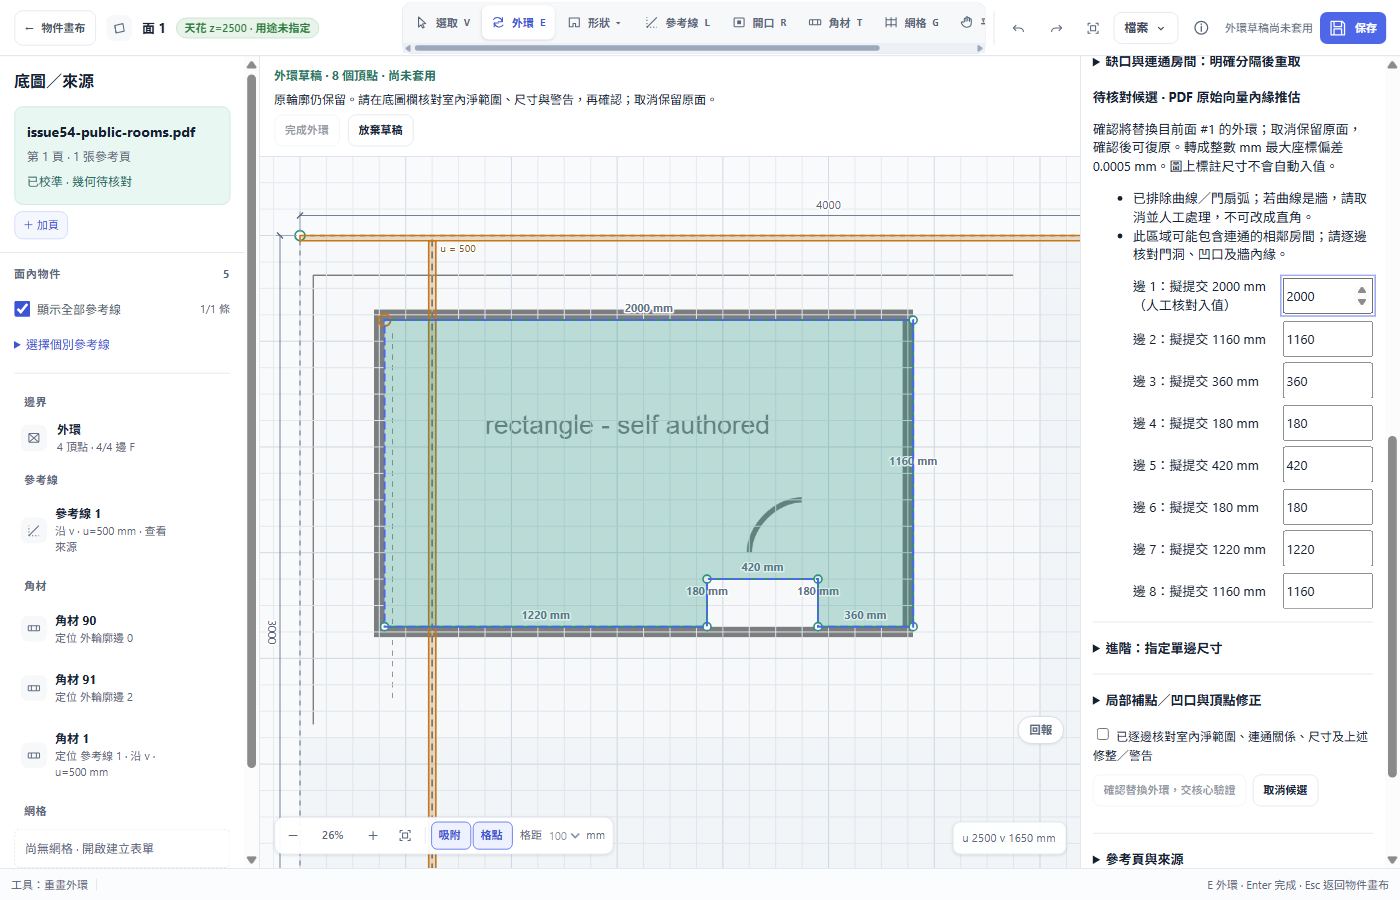 ← 物件畫布
面 1
天花 z=2500 · 用途未指定
選取 V
外環 E
形狀
參考線 L
開口 R
角材 T
網格 G
檔案
外環草稿尚未套用
保存
底圖／來源
issue54-public-rooms.pdf
第 1 頁 · 1 張參考頁
已校準 · 幾何待核對
＋ 加頁
面內物件 5
顯示全部參考線 1/1 條
選擇個別參考線
邊界
外環
4 頂點 · 4/4 邊 F
參考線
參考線 1
沿 v · u=500 mm · 查看
來源
角材
角材 90
定位 外輪廓邊 0
角材 91
定位 外輪廓邊 2
角材 1
定位 參考線 1 · 沿 v ·
u=500 mm
網格
尚無網格 · 開啟建立表單
外環草稿 · 8 個頂點 · 尚未套用
原輪廓仍保留。請在底圖欄核對室內淨範圍、尺寸與警告，再確認；取消保留原面。
完成外環
放棄草稿
4000
u = 500
2000 mm
rectangle - self authored
1160 mm
420 mm
180 mm
180 mm
1220 mm
360 mm
3000
回報
− 26% +
吸附
格點
格距 100 mm
u 2500 v 1650 mm
缺口與連通房間：明確分隔後重取
待核對候選 · PDF 原始向量內緣推估
確認將替換目前面 #1 的外環；取消保留原面，
確認後可復原。轉成整數 mm 最大座標偏差
0.0005 mm。圖上標註尺寸不會自動入值。
• 已排除曲線／門扇弧；若曲線是牆，請取
消並人工處理，不可改成直角。
• 此區域可能包含連通的相鄰房間；請逐邊
核對門洞、凹口及牆內緣。
邊 1：擬提交 2000 mm
（人工核對入值）
2000
邊 2：擬提交 1160 mm 1160
邊 3：擬提交 360 mm 360
邊 4：擬提交 180 mm 180
邊 5：擬提交 420 mm 420
邊 6：擬提交 180 mm 180
邊 7：擬提交 1220 mm 1220
邊 8：擬提交 1160 mm 1160
進階：指定單邊尺寸
局部補點／凹口與頂點修正
已逐邊核對室內淨範圍、連通關係、尺寸及上述
修整／警告
確認替換外環，交核心驗證
取消候選
參考頁與來源
工具：重畫外環
E 外環 · Enter 完成 · Esc 返回物件畫布